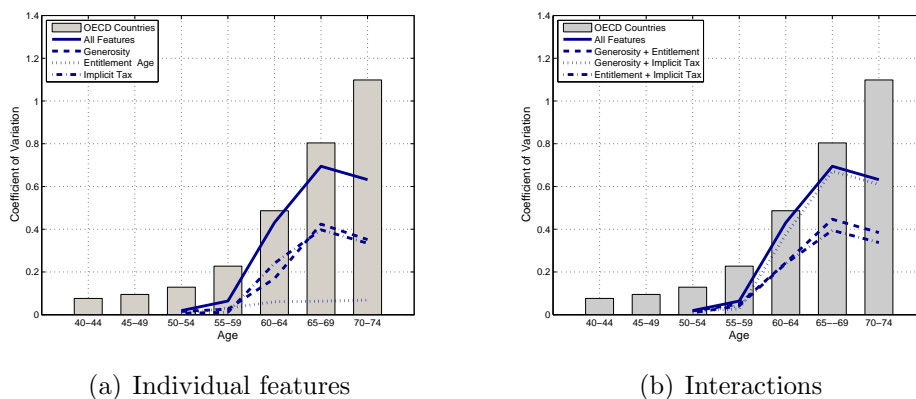 1.4
1.2
1
0.8
0.6
0.4
0.2
0
Coefficient of Variation
OECD Countries
All Features
Generosity
Entitlement Age
Implicit Tax
40−44 45−49 50−54 55−59 60−64 65−69 70−74
Age
(a) Individual features
1.4
1.2
1
0.8
0.6
0.4
0.2
0
Coefficient of Variation
OECD Countries
All Features
Generosity + Entitlement
Generosity + Implicit Tax
Entitlement + Implicit Tax
40−44 45−49 50−54 55−59 60−64 65−−69 70−74
Age
(b) Interactions